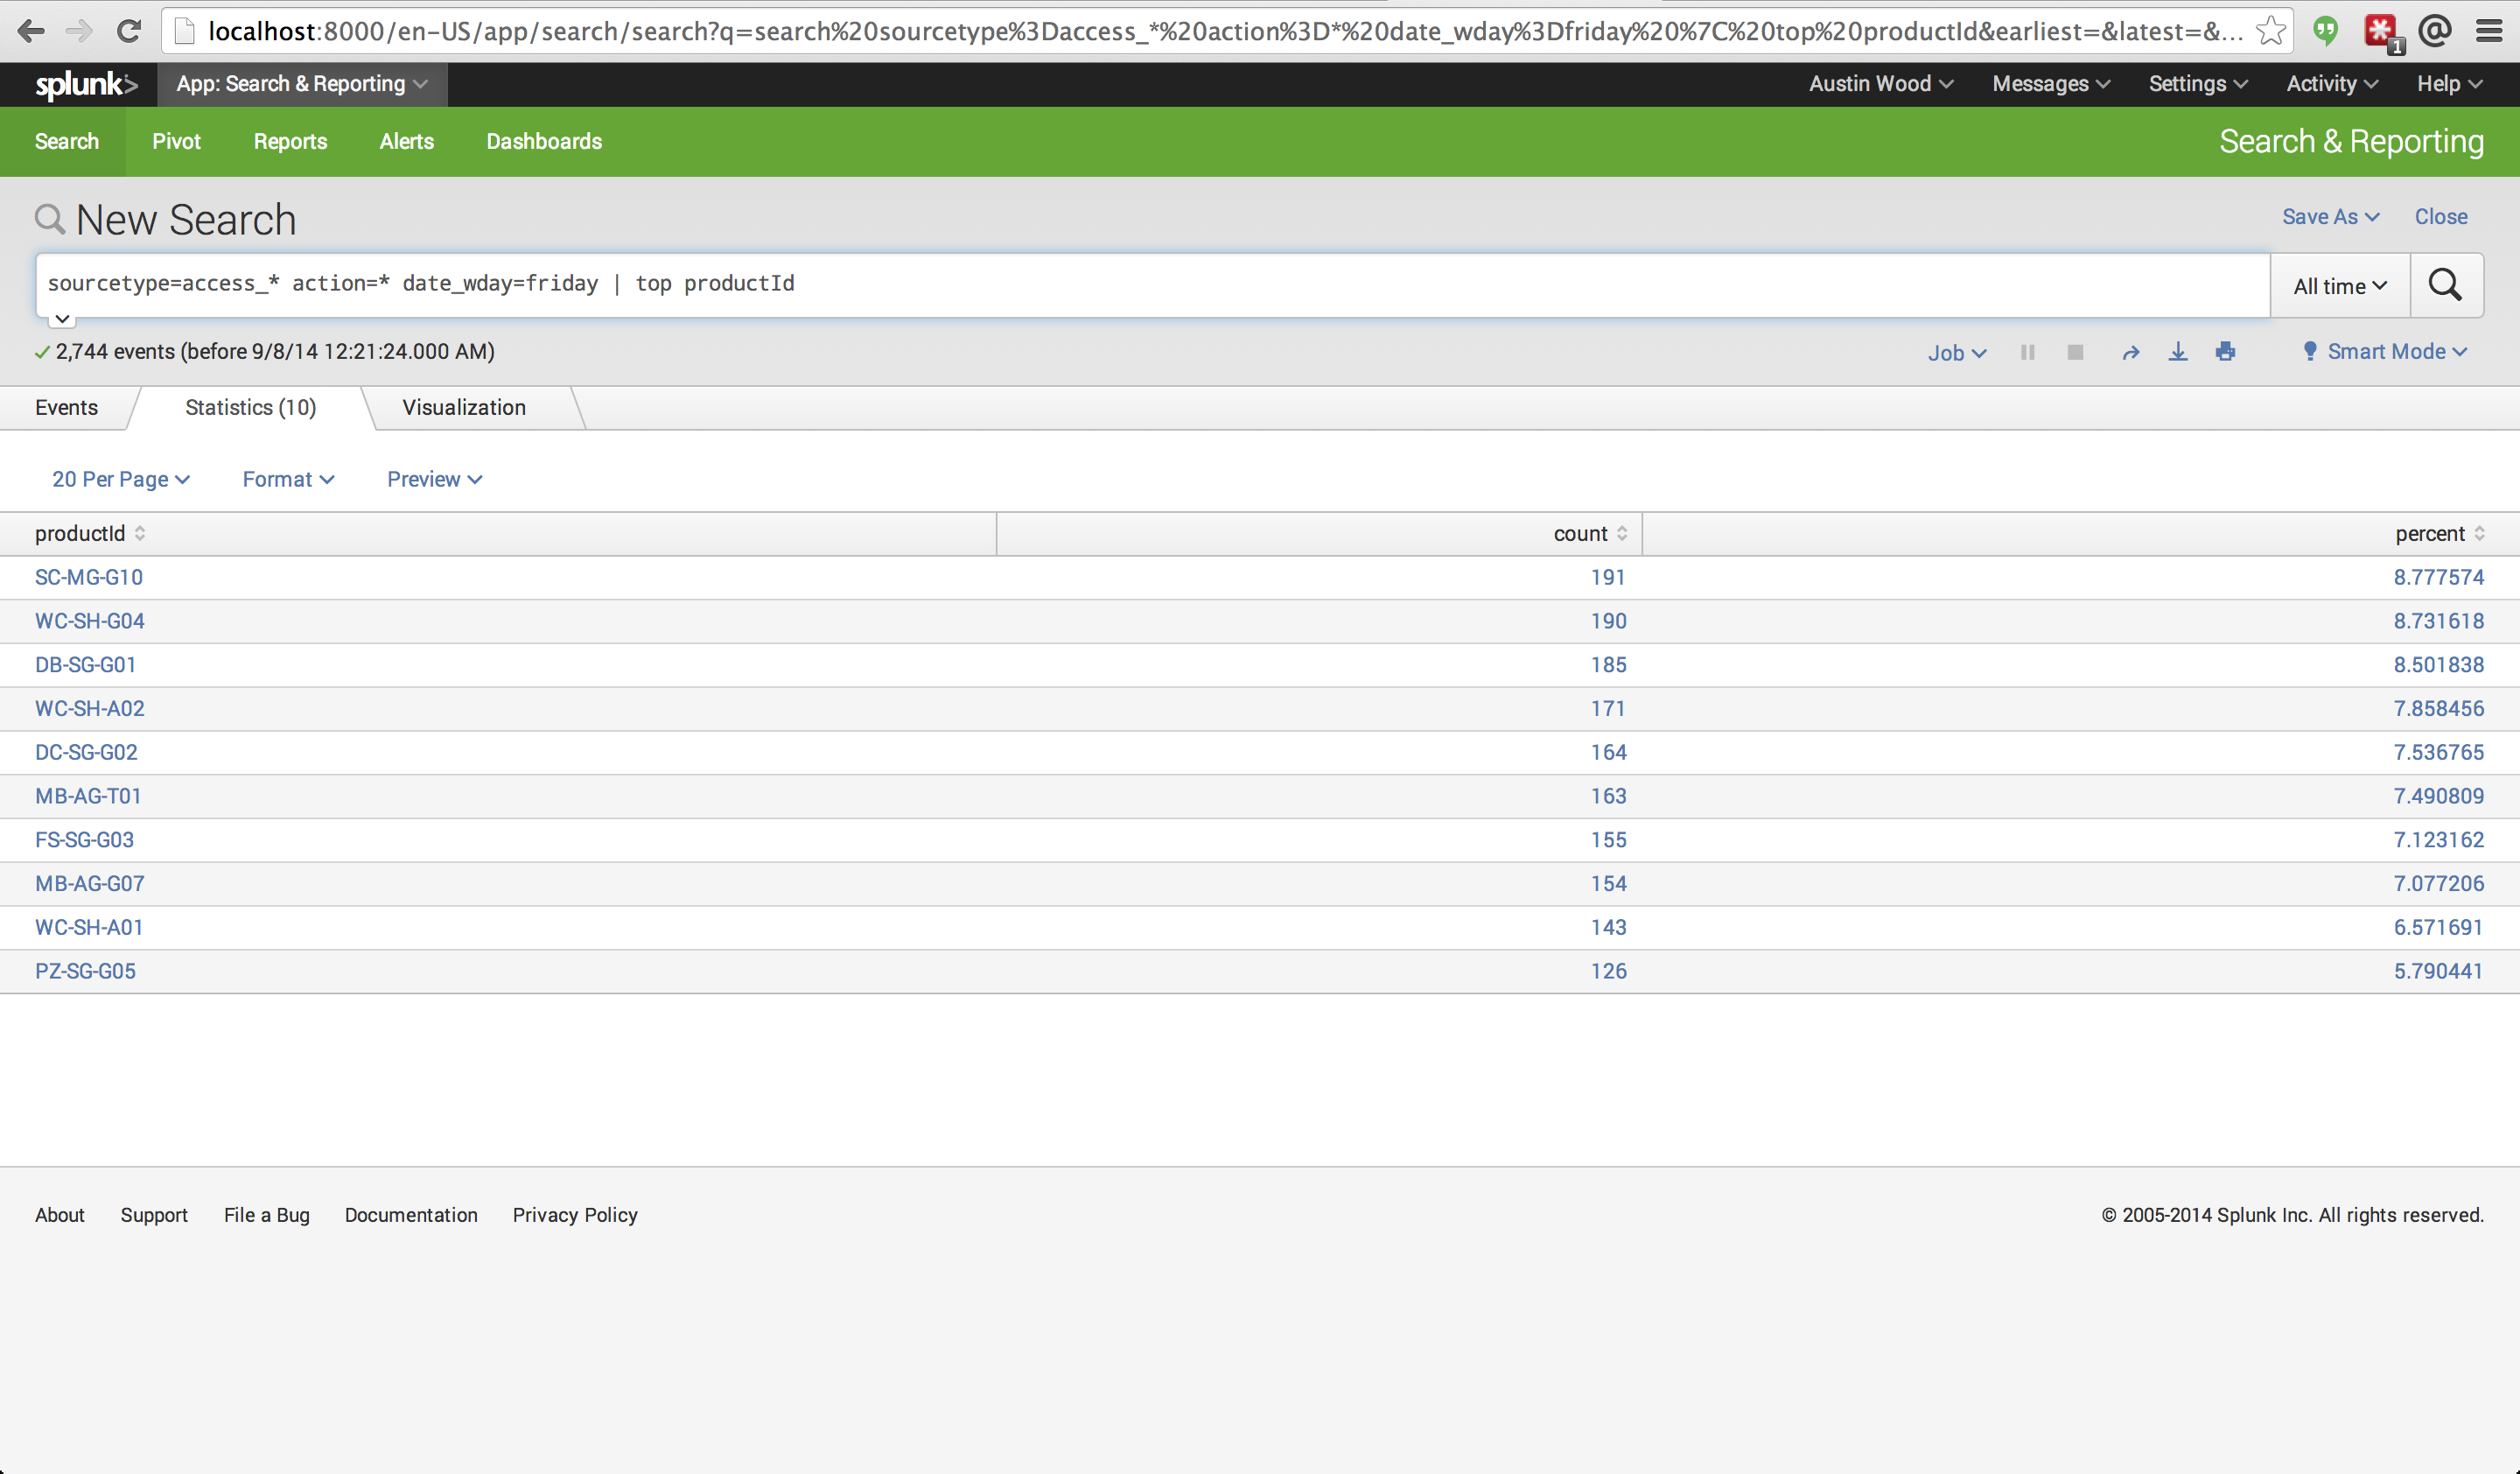 localhost:8000/en-US/app/search/search?q=search%20sourcetype%3Daccess_*%20action%3D*%20date_wday%3Dfriday%20%7C%20top%20productId&earliest=&latest=&...
1
splunk> App: Search & Reporting Austin Wood Messages Settings Activity Help
Search Pivot Reports Alerts Dashboards Search & Reporting
New Search Save As Close
sourcetype=access_* action=* date_wday=friday | top productId All time
2,744 events (before 9/8/14 12:21:24.000 AM) Job Smart Mode
Events Statistics (10) Visualization
20 Per Page Format Preview
productId count percent
SC-MG-G10 191 8.777574
WC-SH-G04 190 8.731618
DB-SG-G01 185 8.501838
WC-SH-A02 171 7.858456
DC-SG-G02 164 7.536765
MB-AG-T01 163 7.490809
FS-SG-G03 155 7.123162
MB-AG-G07 154 7.077206
WC-SH-A01 143 6.571691
PZ-SG-G05 126 5.790441
About Support File a Bug Documentation Privacy Policy © 2005-2014 Splunk Inc. All rights reserved.